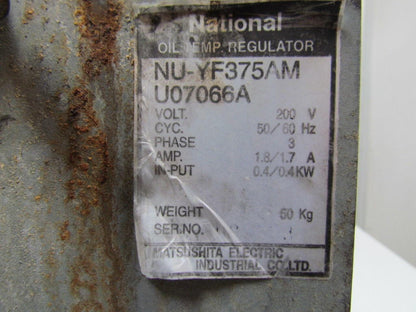 National
OIL TEMP. REGULATOR
NU-YF375AM
U07066A
VOLT. 200 V
CYC. 50/60 Hz
PHASE 3
AMP. 1.8/1.7 A
IN-PUT 0.4/0.4KW
WEIGHT 60 Kg
SER.NO.
MATSUSHITA ELECTRIC
INDUSTRIAL CO.,LTD.